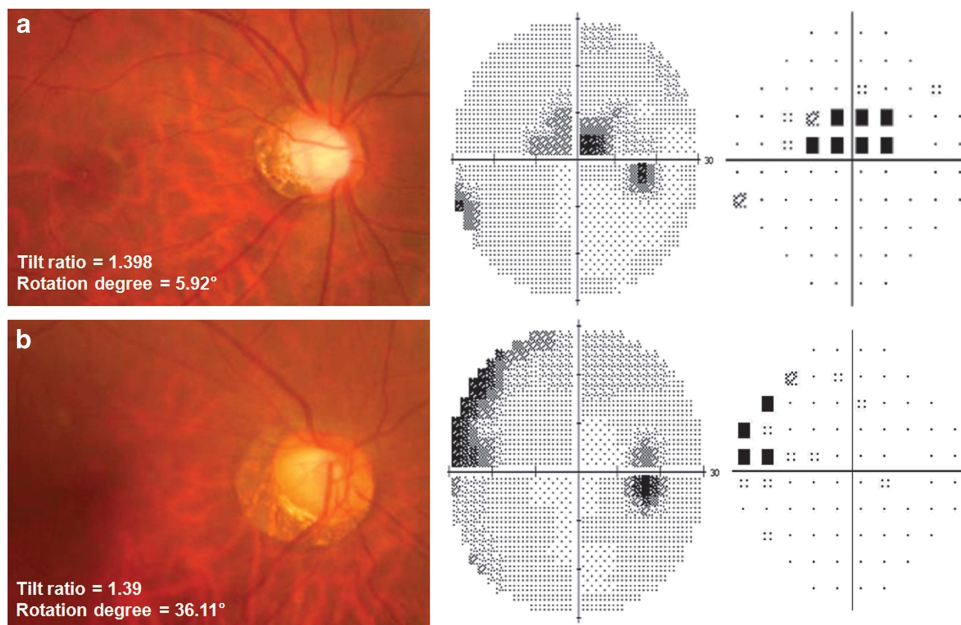 a
Tilt ratio = 1.398
Rotation degree = 5.92°
30
b
Tilt ratio = 1.39
Rotation degree = 36.11°
30